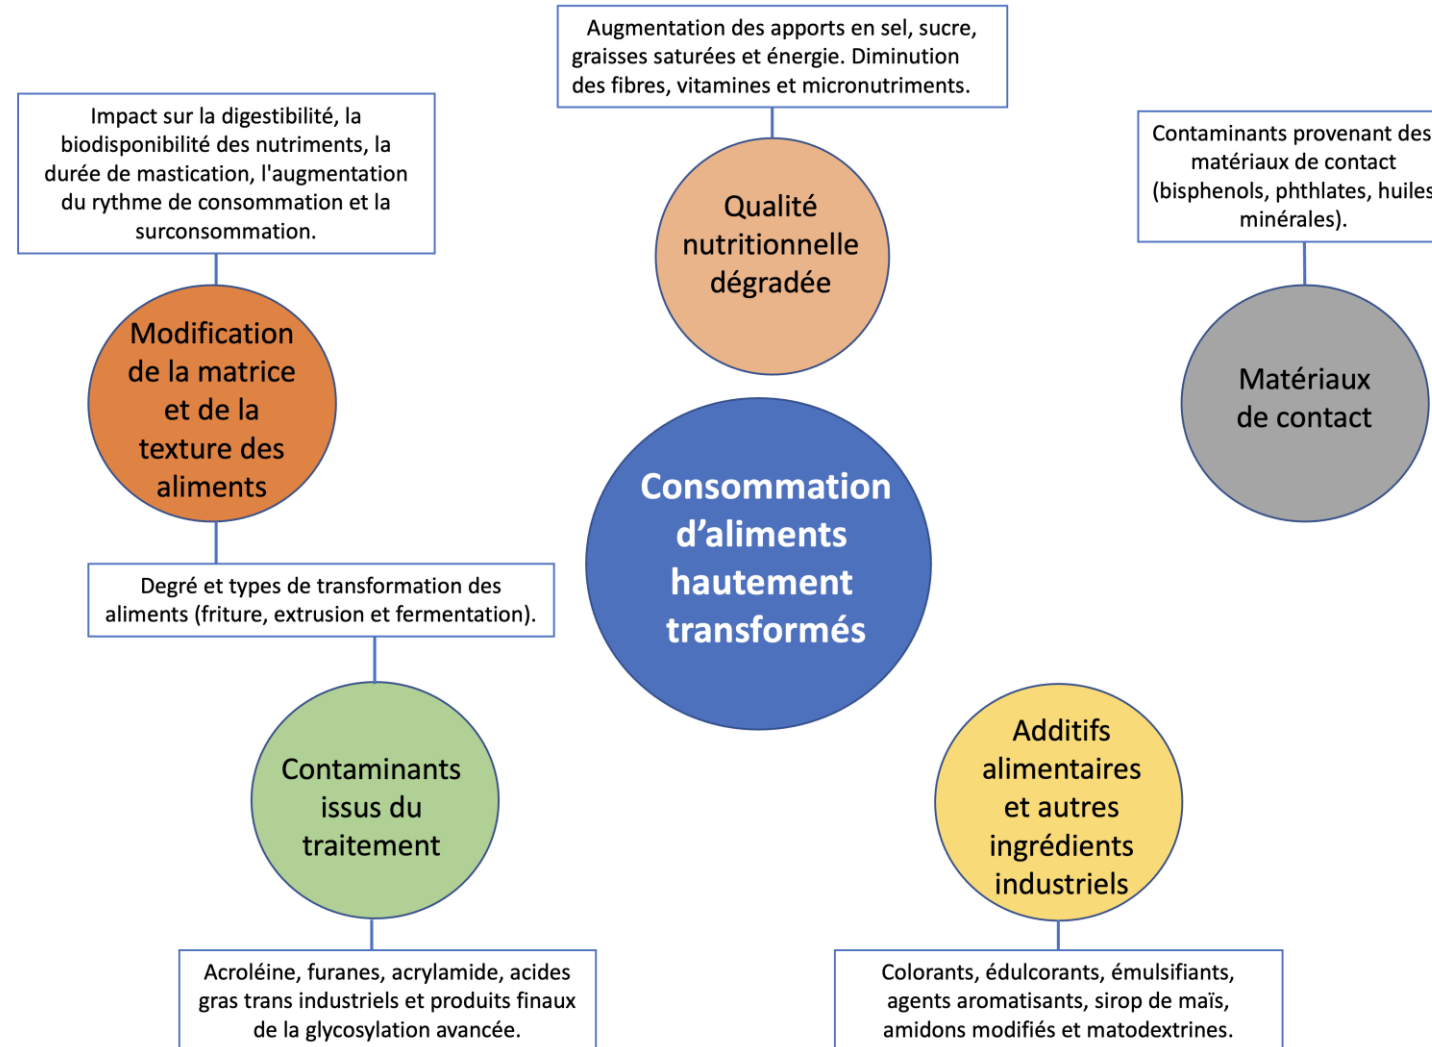 Augmentation des apports en sel, sucre,
graisses saturées et énergie. Diminution
des fibres, vitamines et micronutriments.
Impact sur la digestibilité, la
biodisponibilité des nutriments, la
durée de mastication, l'augmentation
du rythme de consommation et la
surconsommation.
Contaminants provenant des
matériaux de contact
(bisphenols, phthlates, huiles
minérales).
Qualité
nutritionnelle
dégradée
Modification
de la matrice
et de la
texture des
aliments
Matériaux
de contact
Consommation
d’aliments
hautement
transformés
Degré et types de transformation des
aliments (friture, extrusion et fermentation).
Contaminants
issus du
traitement
Additifs
alimentaires
et autres
ingrédients
industriels
Acroléine, furanes, acrylamide, acides
gras trans industriels et produits finaux
de la glycosylation avancée.
Colorants, édulcorants, émulsifiants,
agents aromatisants, sirop de maïs,
amidons modifiés et matodextrines.